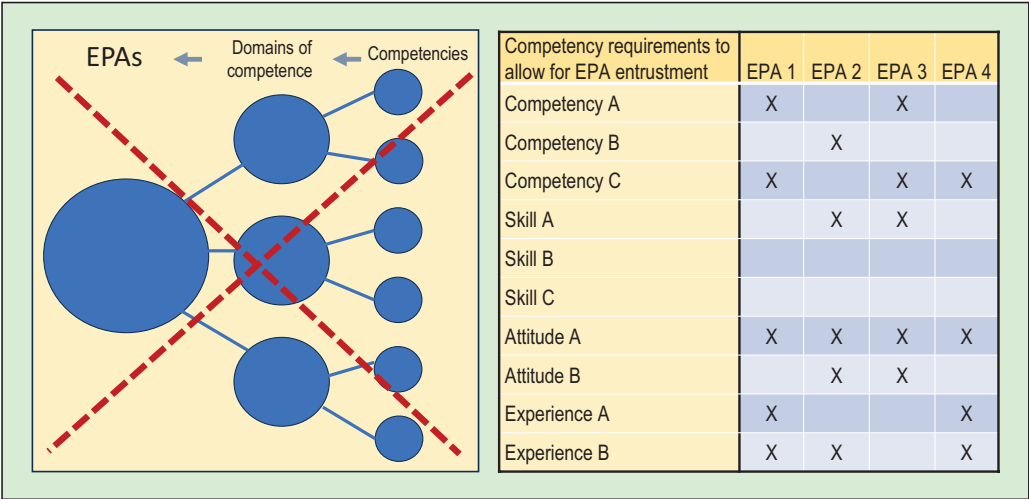 EPAs
Domains of
competence
Competencies
Competency requirements to
allow for EPA entrustment EPA 1 EPA 2 EPA 3 EPA 4
Competency A X X
Competency B X
Competency C X X X
Skill A X X
Skill B
Skill C
Attitude A X X X X
Attitude B X X
Experience A X X
Experience B X X X